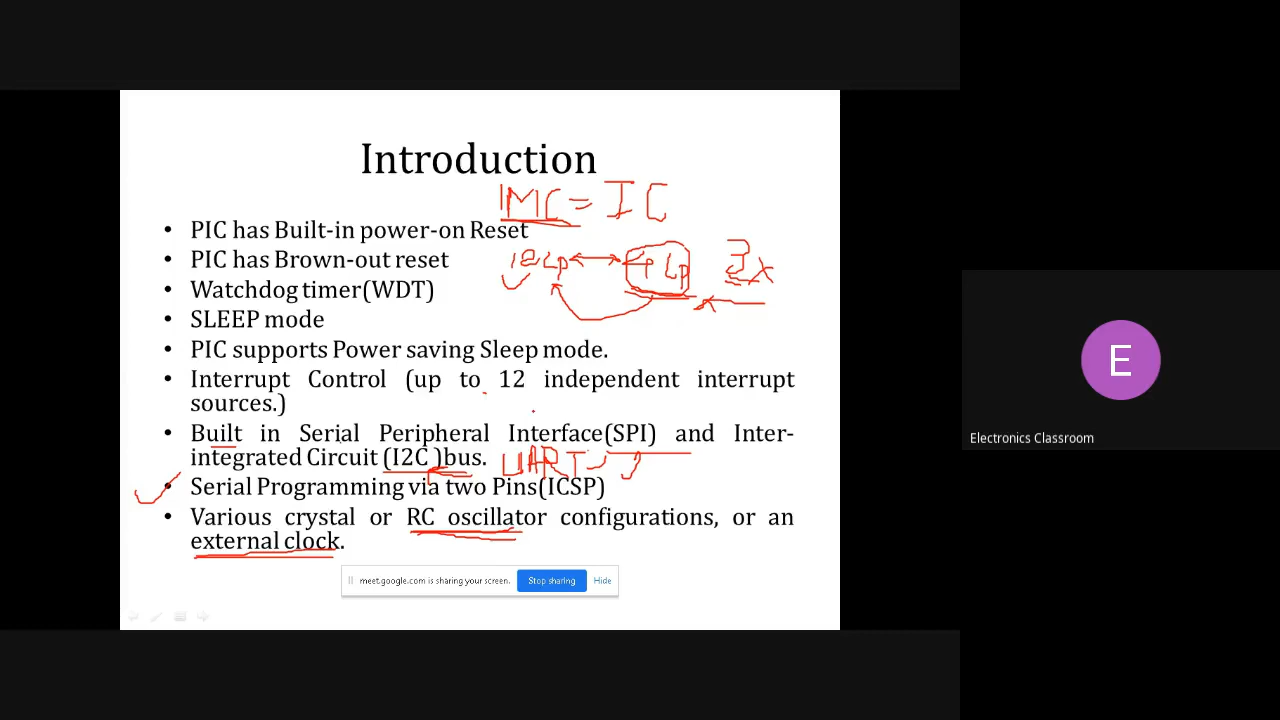 Introduction
1MC = IC
• PIC has Built-in power-on Reset
• PIC has Brown-out reset
• Watchdog timer(WDT)
• SLEEP mode
• PIC supports Power saving Sleep mode.
• Interrupt Control (up to 12 independent interrupt
sources.)
• Built in Serial Peripheral Interface(SPI) and Inter-
integrated Circuit (I2C )bus. UART
• Serial Programming via two Pins(ICSP)
• Various crystal or RC oscillator configurations, or an
external clock.
meet.google.com is sharing your screen. Stop sharing Hide
E
Electronics Classroom